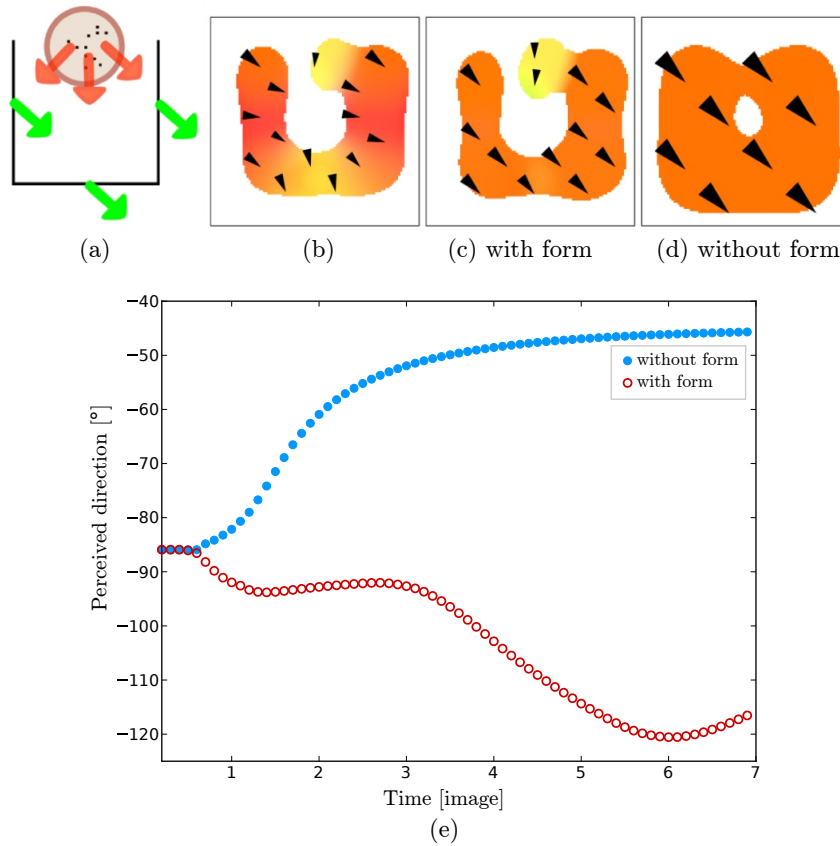 (a)
(b)
(c) with form
(d) without form
−40
−50
−60
−70
−80
−90
−100
−110
−120
Perceived direction [°]
without form
with form
1 2 3 4 5 6 7
Time [image]
(e)